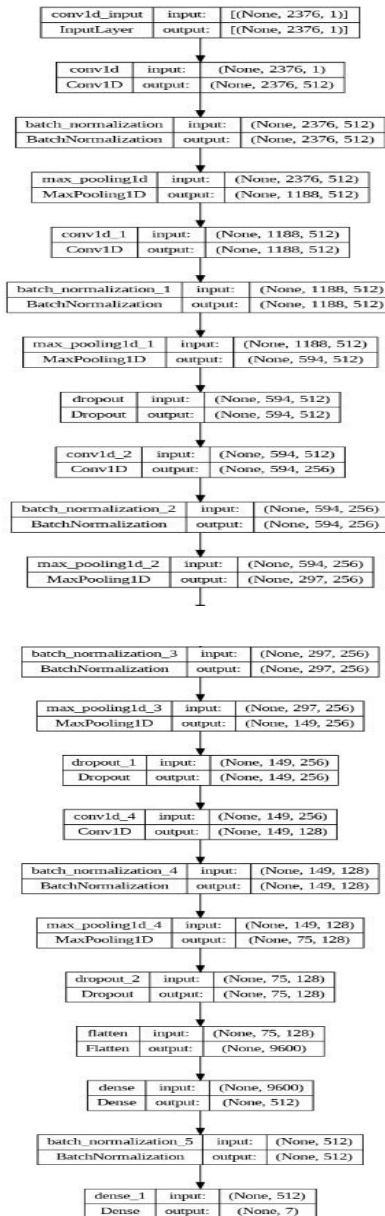 conv1d_input input: [(None, 2376, 1)]
InputLayer output: [(None, 2376, 1)]
conv1d input: (None, 2376, 1)
Conv1D output: (None, 2376, 512)
batch_normalization input: (None, 2376, 512)
BatchNormalization output: (None, 2376, 512)
max_pooling1d input: (None, 2376, 512)
MaxPooling1D output: (None, 1188, 512)
conv1d_1 input: (None, 1188, 512)
Conv1D output: (None, 1188, 512)
batch_normalization_1 input: (None, 1188, 512)
BatchNormalization output: (None, 1188, 512)
max_pooling1d_1 input: (None, 1188, 512)
MaxPooling1D output: (None, 594, 512)
dropout input: (None, 594, 512)
Dropout output: (None, 594, 512)
conv1d_2 input: (None, 594, 512)
Conv1D output: (None, 594, 256)
batch_normalization_2 input: (None, 594, 256)
BatchNormalization output: (None, 594, 256)
max_pooling1d_2 input: (None, 594, 256)
MaxPooling1D output: (None, 297, 256)
batch_normalization_3 input: (None, 297, 256)
BatchNormalization output: (None, 297, 256)
max_pooling1d_3 input: (None, 297, 256)
MaxPooling1D output: (None, 149, 256)
dropout_1 input: (None, 149, 256)
Dropout output: (None, 149, 256)
conv1d_4 input: (None, 149, 256)
Conv1D output: (None, 149, 128)
batch_normalization_4 input: (None, 149, 128)
BatchNormalization output: (None, 149, 128)
max_pooling1d_4 input: (None, 149, 128)
MaxPooling1D output: (None, 75, 128)
dropout_2 input: (None, 75, 128)
Dropout output: (None, 75, 128)
flatten input: (None, 75, 128)
Flatten output: (None, 9600)
dense input: (None, 9600)
Dense output: (None, 512)
batch_normalization_5 input: (None, 512)
BatchNormalization output: (None, 512)
dense_1 input: (None, 512)
Dense output: (None, 7)